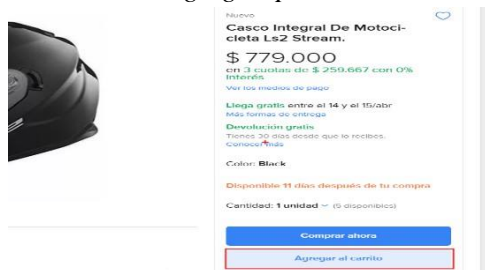 Nuevo
Casco Integral De Motoci-
cleta Ls2 Stream.
$ 779.000
en 3 cuotas de $ 259.667 con 0%
Interés
Ver los medios de pago
Llega gratis entre el 14 y el 15/abr
Más formas de entrega
Devolución gratis
Tienes 30 días desde que lo recibes.
Conocer más
Color: Black
Disponible 11 días después de tu compra
Cantidad: 1 unidad (5 disponibles)
Comprar ahora
Agregar al carrito